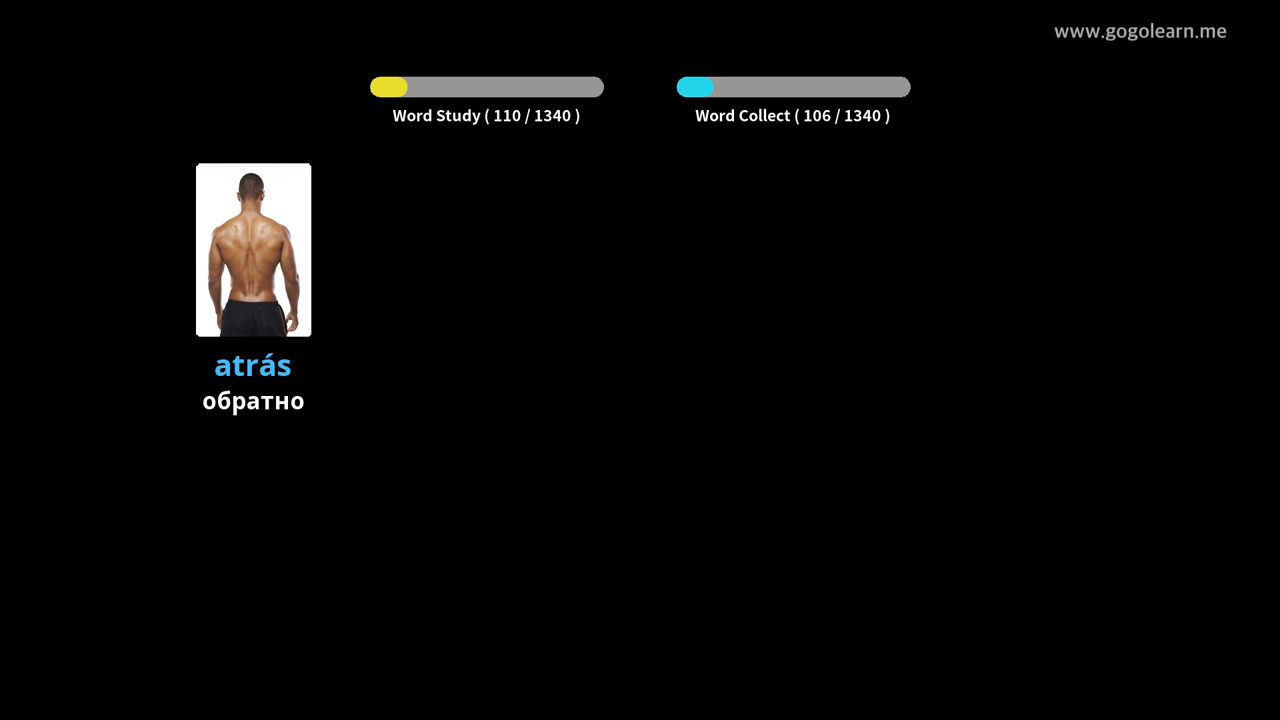 www.gogolearn.me
Word Study ( 110 / 1340 )
Word Collect ( 106 / 1340 )
atrás
обратно